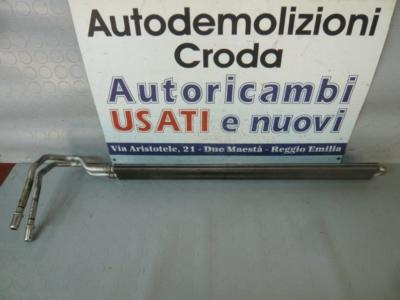 Autodemolizioni
Croda
Autoricambi
USATI e nuovi
Via Aristotele, 21 - Due Maestà - Reggio Emilia